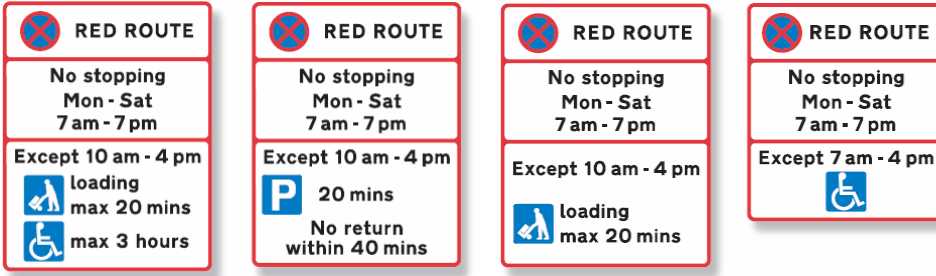 RED ROUTE
No stopping
Mon - Sat
7 am - 7 pm
Except 10 am - 4 pm
loading
max 20 mins
max 3 hours
RED ROUTE
No stopping
Mon - Sat
7 am - 7 pm
Except 10 am - 4 pm
P 20 mins
No return
within 40 mins
RED ROUTE
No stopping
Mon - Sat
7 am - 7 pm
Except 10 am - 4 pm
loading
max 20 mins
RED ROUTE
No stopping
Mon - Sat
7 am - 7 pm
Except 7 am - 4 pm